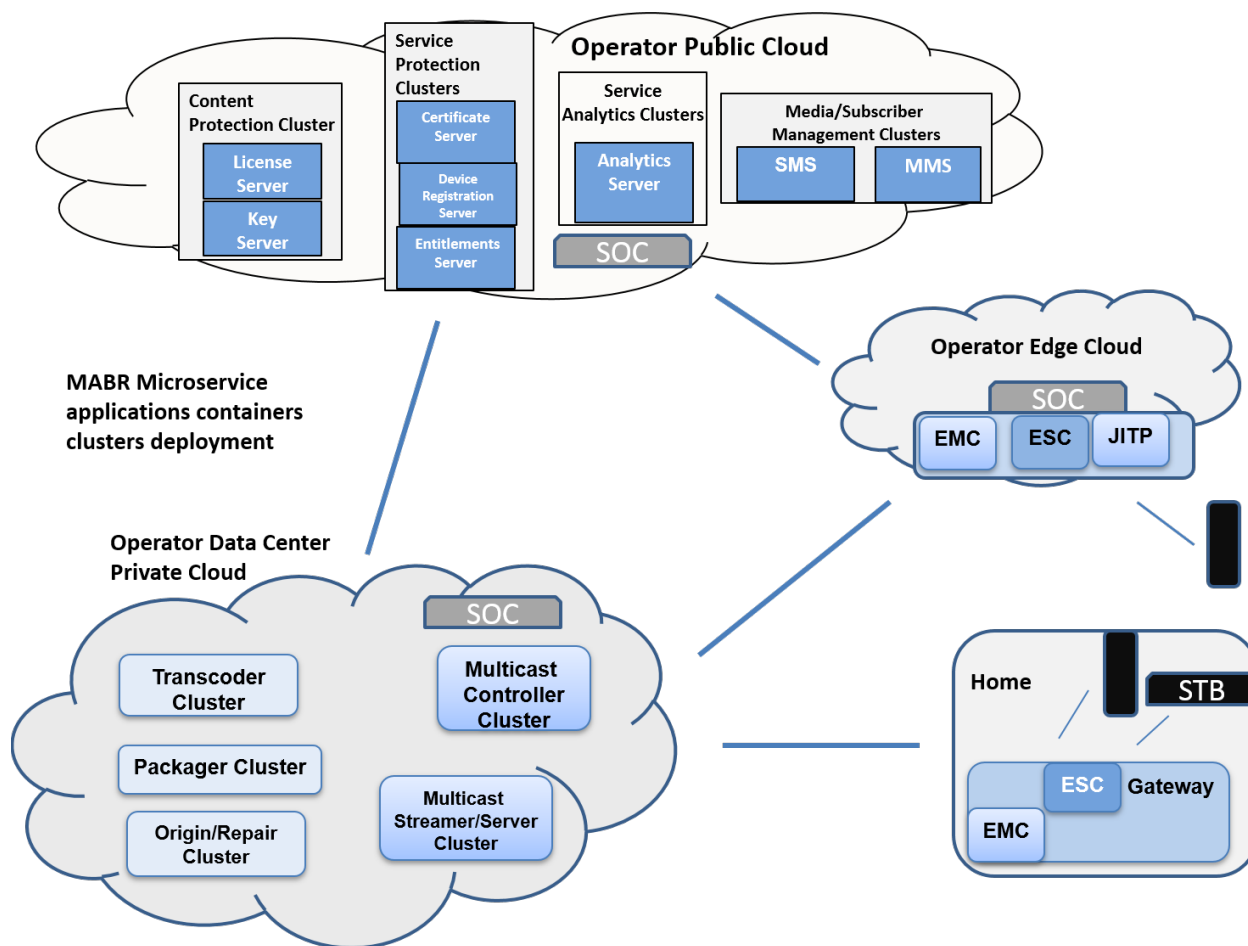 Operator Public Cloud
Content
Protection Cluster
License
Server
Key
Server
Service
Protection
Clusters
Certificate
Server
Device
Registration
Server
Entitlements
Server
Service
Analytics Clusters
Analytics
Server
Media/Subscriber
Management Clusters
SMS
MMS
SOC
MABR Microservice
applications containers
clusters deployment
Operator Edge Cloud
SOC
EMC
ESC
JITP
Operator Data Center
Private Cloud
SOC
Transcoder
Cluster
Multicast
Controller
Cluster
Packager Cluster
Origin/Repair
Cluster
Multicast
Streamer/Server
Cluster
Home
STB
ESC
Gateway
EMC